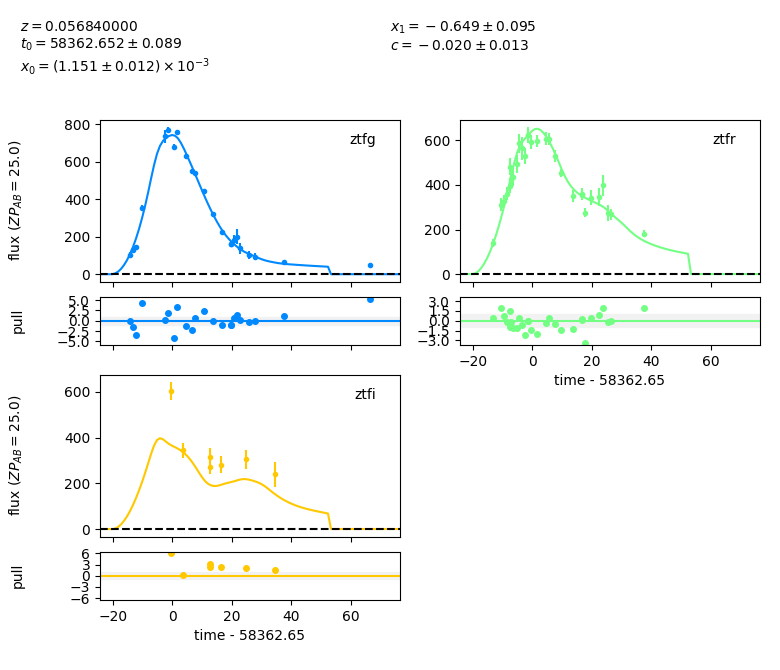 z = 0.056840000
t₀ = 58362.652 ± 0.089
x₀ = (1.151 ± 0.012) × 10⁻³
x₁ = −0.649 ± 0.095
c = −0.020 ± 0.013
flux (ZP_AB = 25.0)
800
600
400
200
0
ztfg
pull
5.0
2.5
0.0
−2.5
−5.0
600
400
200
0
ztfr
3.0
1.5
0.0
−1.5
−3.0
−20 0 20 40 60
time - 58362.65
flux (ZP_AB = 25.0)
600
400
200
0
ztfi
pull
6
3
0
−3
−6
−20 0 20 40 60
time - 58362.65